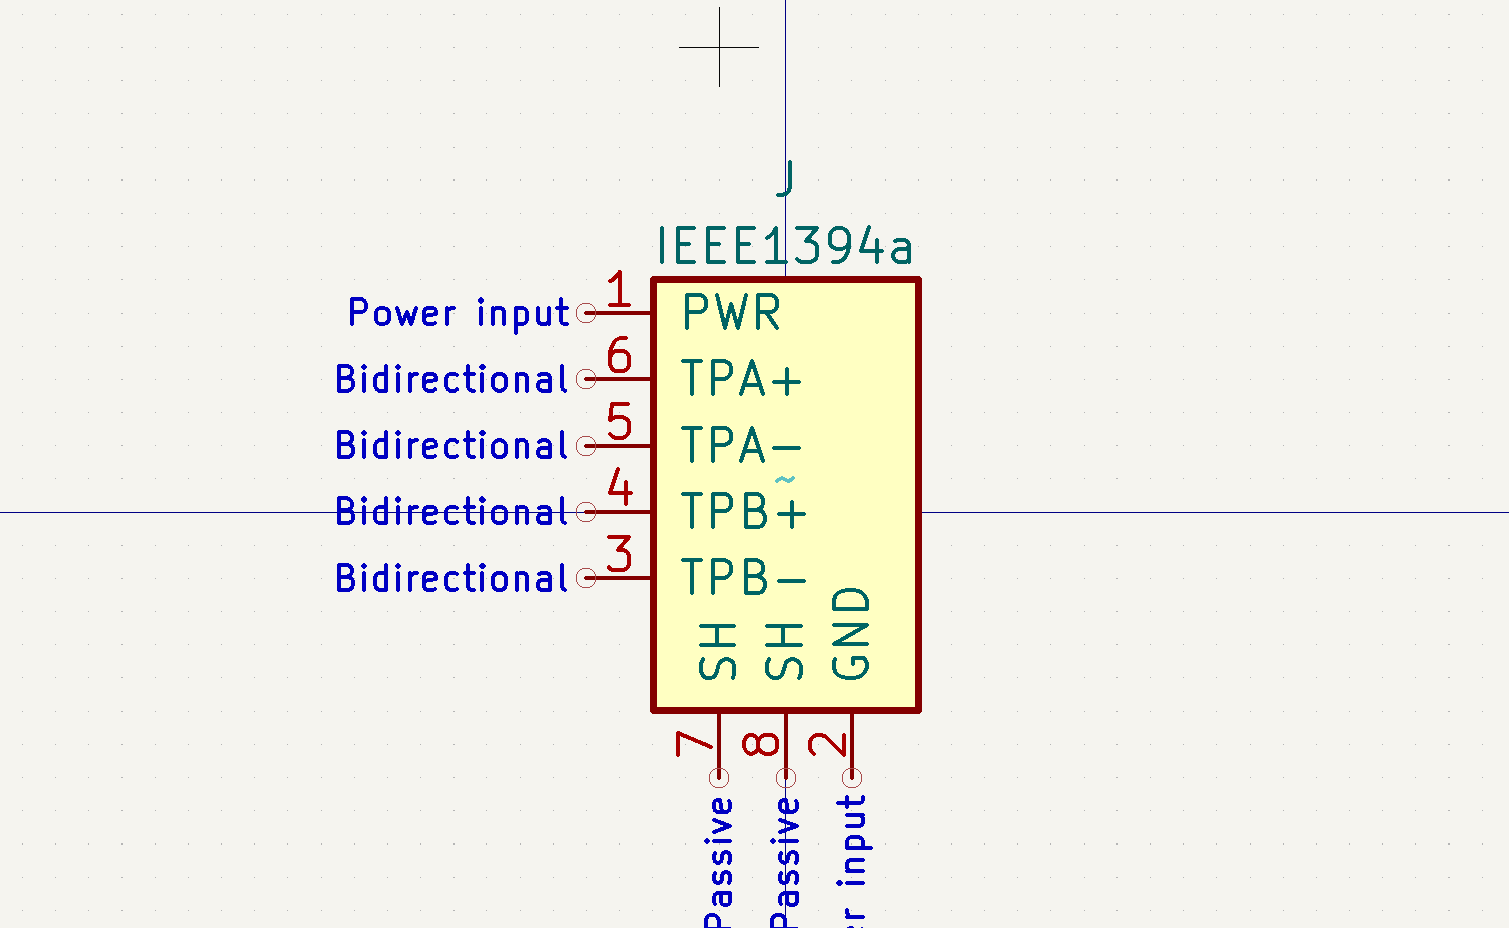 J
IEEE1394a
Power input 1 PWR
Bidirectional 6 TPA+
Bidirectional 5 TPA-
~
Bidirectional 4 TPB+
Bidirectional 3 TPB-
SH SH GND
7 8 2
Passive Passive er input